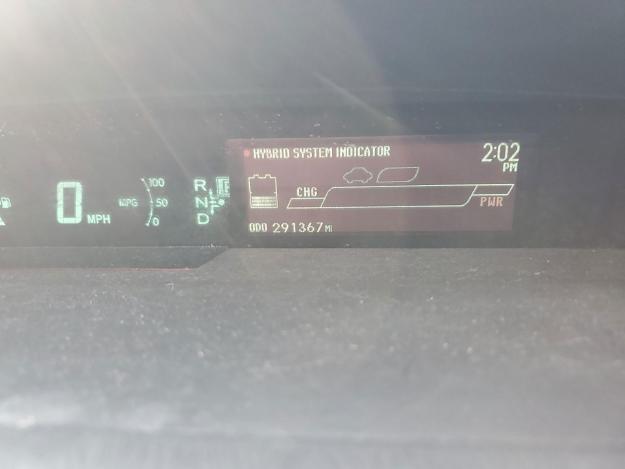 HYBRID SYSTEM INDICATOR
2:02
PM
100
MPG 50
0
R
N
D
0 MPH
CHG
PWR
ODO 291367 MI